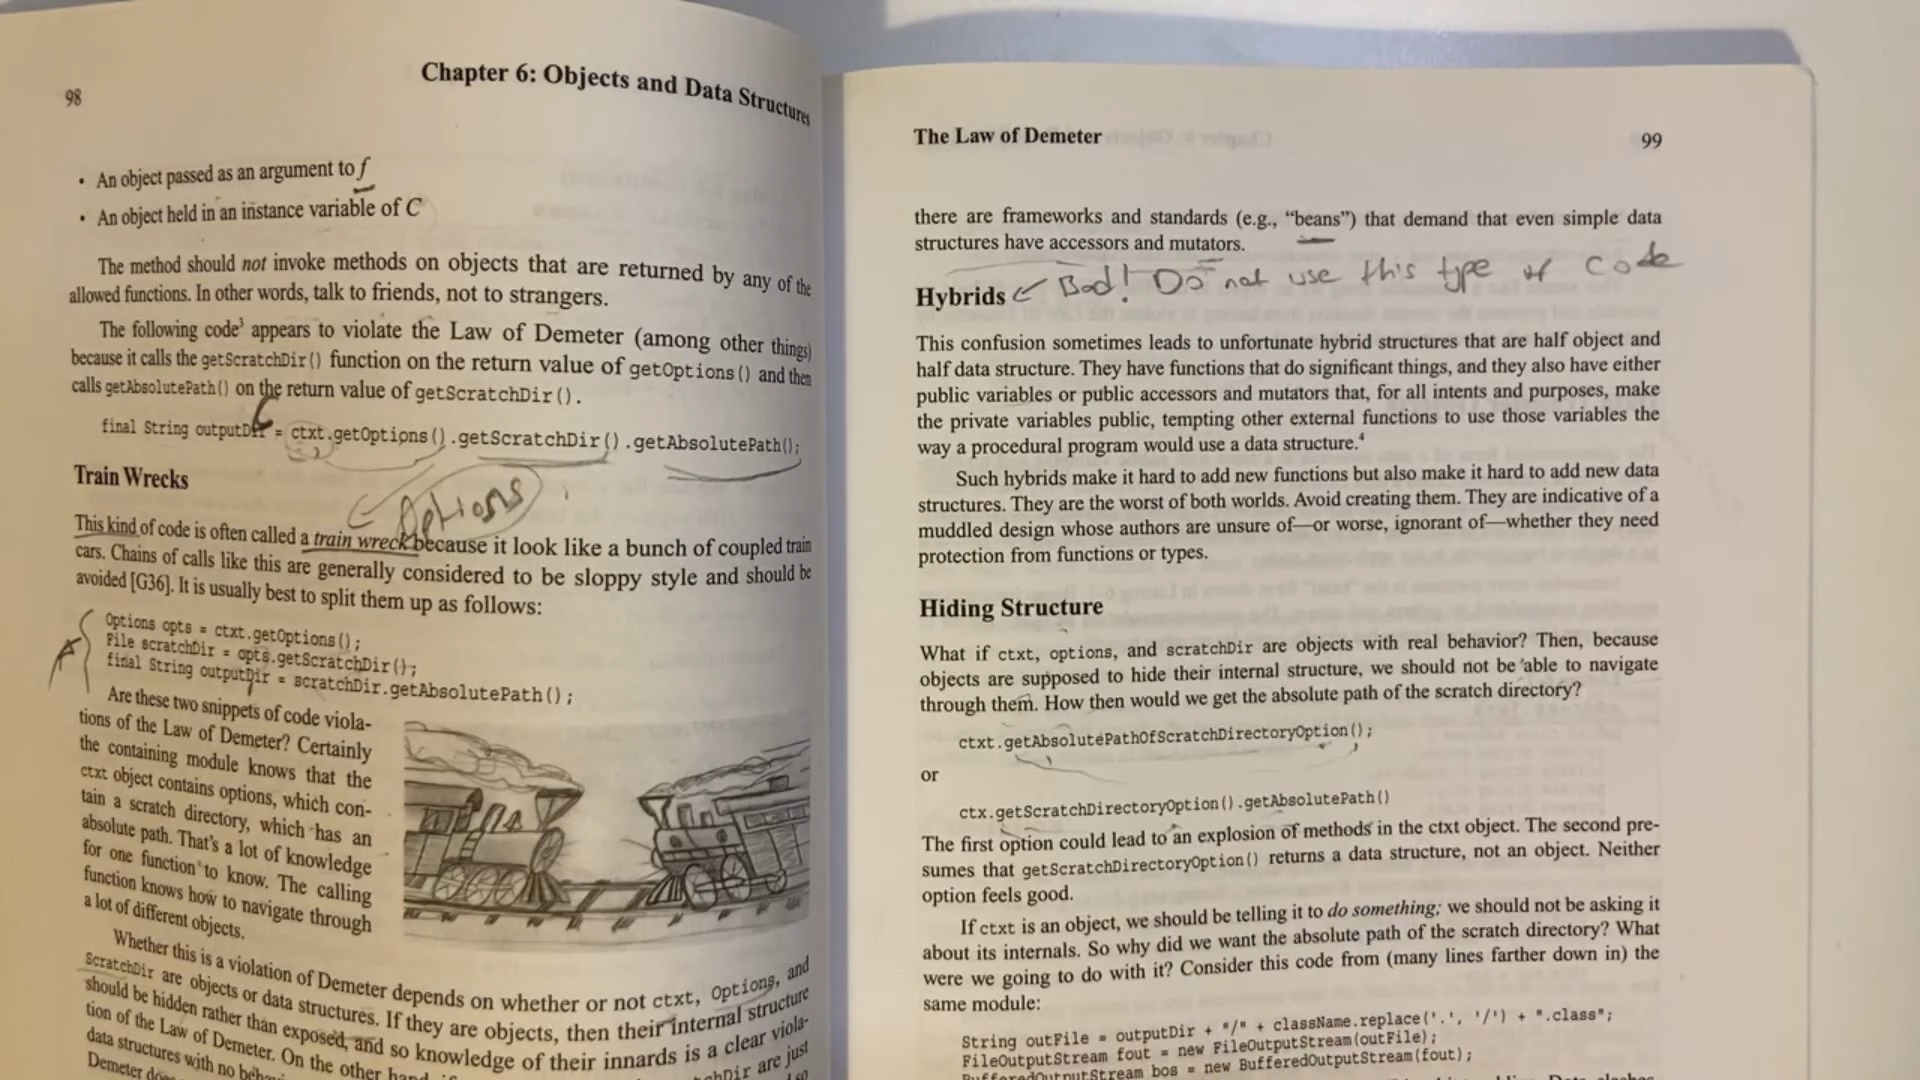 98
Chapter 6: Objects and Data Structures
• An object passed as an argument to f
• An object held in an instance variable of C
The method should not invoke methods on objects that are returned by any of the
allowed functions. In other words, talk to friends, not to strangers.
The following code³ appears to violate the Law of Demeter (among other things)
because it calls the getScratchDir() function on the return value of getOptions() and then
calls getAbsolutePath() on the return value of getScratchDir().
final String outputDir = ctxt.getOptions().getScratchDir().getAbsolutePath();
Train Wrecks
Options
This kind of code is often called a train wreck because it look like a bunch of coupled train
cars. Chains of calls like this are generally considered to be sloppy style and should be
avoided [G36]. It is usually best to split them up as follows:
Options opts = ctxt.getOptions();
File scratchDir = opts.getScratchDir();
final String outputDir = scratchDir.getAbsolutePath();
Are these two snippets of code viola-
tions of the Law of Demeter? Certainly
the containing module knows that the
ctxt object contains options, which con-
tain a scratch directory, which has an
absolute path. That's a lot of knowledge
for one function to know. The calling
function knows how to navigate through
a lot of different objects.
Whether this is a violation of Demeter depends on whether or not ctxt, Options, and
ScratchDir are objects or data structures. If they are objects, then their internal structure
should be hidden rather than exposed, and so knowledge of their innards is a clear viola-
tion of the Law of Demeter. On the other hand, if
are just
data structures with no
Demeter
The Law of Demeter
99
there are frameworks and standards (e.g., “beans”) that demand that even simple data
structures have accessors and mutators.
Hybrids ← Bad! Do not use this type of code
This confusion sometimes leads to unfortunate hybrid structures that are half object and
half data structure. They have functions that do significant things, and they also have either
public variables or public accessors and mutators that, for all intents and purposes, make
the private variables public, tempting other external functions to use those variables the
way a procedural program would use a data structure.⁴
Such hybrids make it hard to add new functions but also make it hard to add new data
structures. They are the worst of both worlds. Avoid creating them. They are indicative of a
muddled design whose authors are unsure of—or worse, ignorant of—whether they need
protection from functions or types.
Hiding Structure
What if ctxt, options, and scratchDir are objects with real behavior? Then, because
objects are supposed to hide their internal structure, we should not be able to navigate
through them. How then would we get the absolute path of the scratch directory?
ctxt.getAbsolutePathOfScratchDirectoryOption();
or
ctx.getScratchDirectoryOption().getAbsolutePath()
The first option could lead to an explosion of methods in the ctxt object. The second pre-
sumes that getScratchDirectoryOption() returns a data structure, not an object. Neither
option feels good.
If ctxt is an object, we should be telling it to do something; we should not be asking it
about its internals. So why did we want the absolute path of the scratch directory? What
were we going to do with it? Consider this code from (many lines farther down in) the
same module:
String outFile = outputDir + "/" + className.replace('.', '/') + ".class";
FileOutputStream fout = new FileOutputStream(outFile);
BufferedOutputStream bos = new BufferedOutputStream(fout);